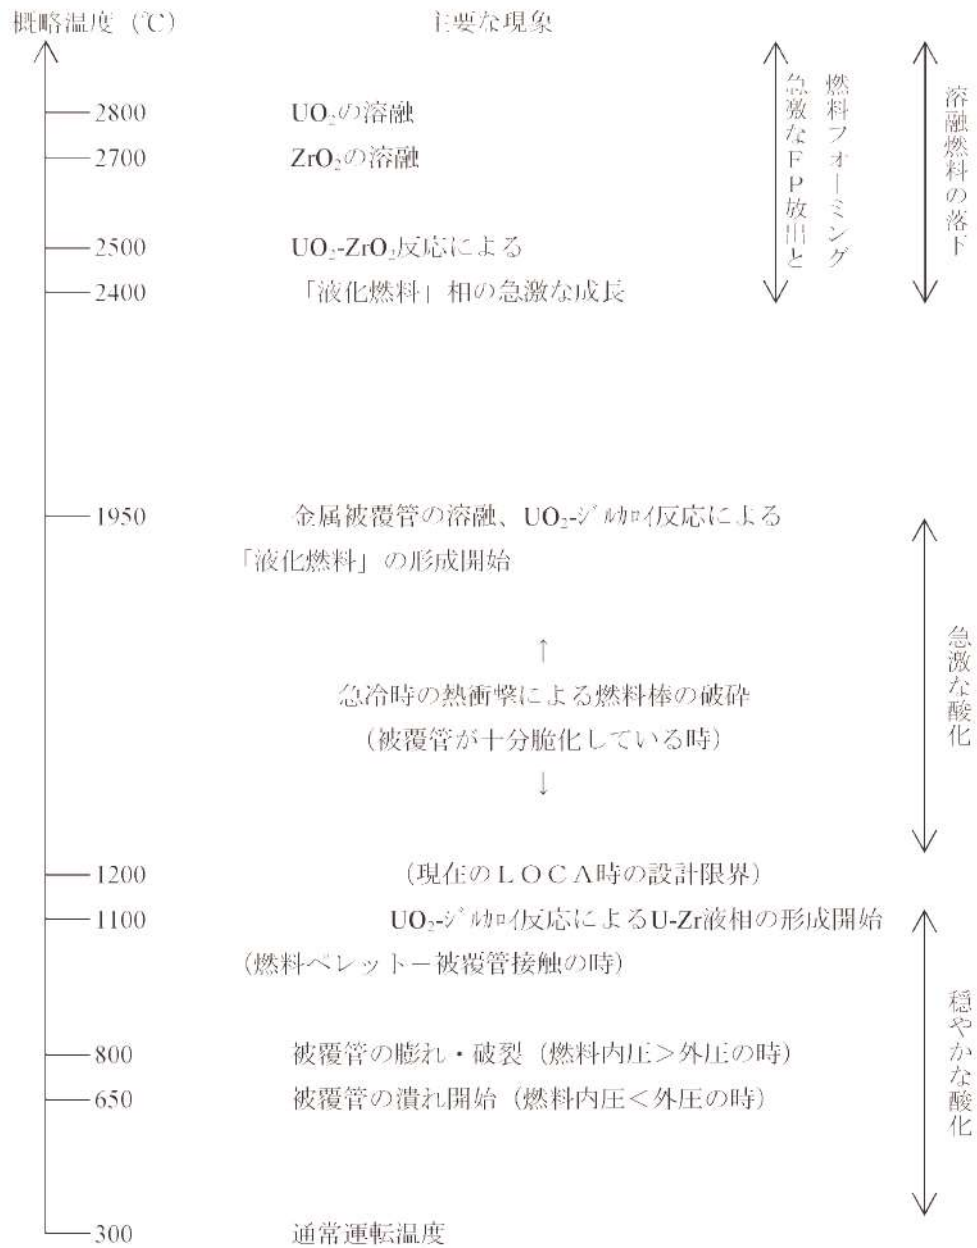 概略温度（℃）
主要な現象
2800 UO₂の溶融
2700 ZrO₂の溶融
2500 UO₂-ZrO₂反応による
2400 「液化燃料」相の急激な成長
急激なＦＰ放出と
燃料フォーミング
溶融燃料の落下
1950 金属被覆管の溶融、UO₂-ｼﾞﾙｶﾛｲ反応による
「液化燃料」の形成開始
↑
急冷時の熱衝撃による燃料棒の破砕
（被覆管が十分脆化している時）
↓
急激な酸化
1200 （現在のＬＯＣＡ時の設計限界）
1100 UO₂-ｼﾞﾙｶﾛｲ反応によるU-Zr液相の形成開始
（燃料ペレット－被覆管接触の時）
800 被覆管の膨れ・破裂（燃料内圧＞外圧の時）
650 被覆管の潰れ開始（燃料内圧＜外圧の時）
穏やかな酸化
300 通常運転温度